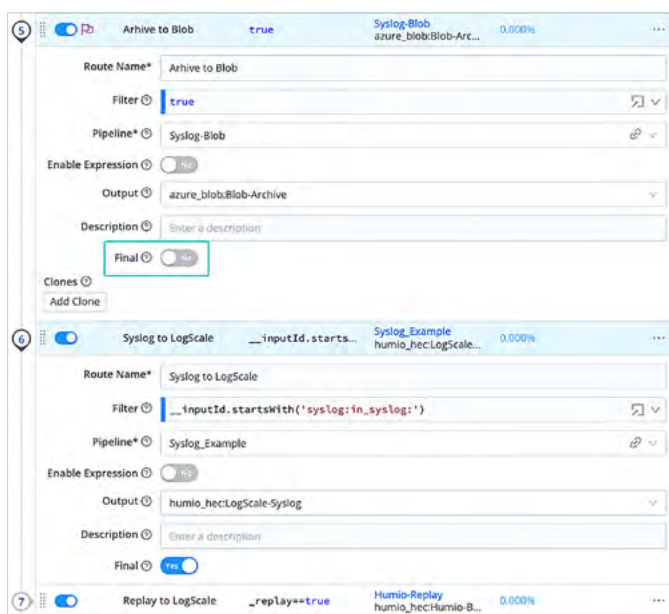 5 Arhive to Blob true Syslog-Blob 0.000% ...
azure_blob:Blob-Arc...
Route Name* Arhive to Blob
Filter ? true
Pipeline* ? Syslog-Blob
Enable Expression ? No
Output ? azure_blob:Blob-Archive
Description ? Enter a description
Final ? No
Clones ?
Add Clone
6 Syslog to LogScale __inputId.starts... Syslog_Example 0.000% ...
humio_hec:LogScale...
Route Name* Syslog to LogScale
Filter ? __inputId.startsWith('syslog:in_syslog:')
Pipeline* ? Syslog_Example
Enable Expression ? No
Output ? humio_hec:LogScale-Syslog
Description ? Enter a description
Final ? Yes
7 Replay to LogScale _replay==true Humio-Replay 0.000% ...
humio_hec:Humio-B...